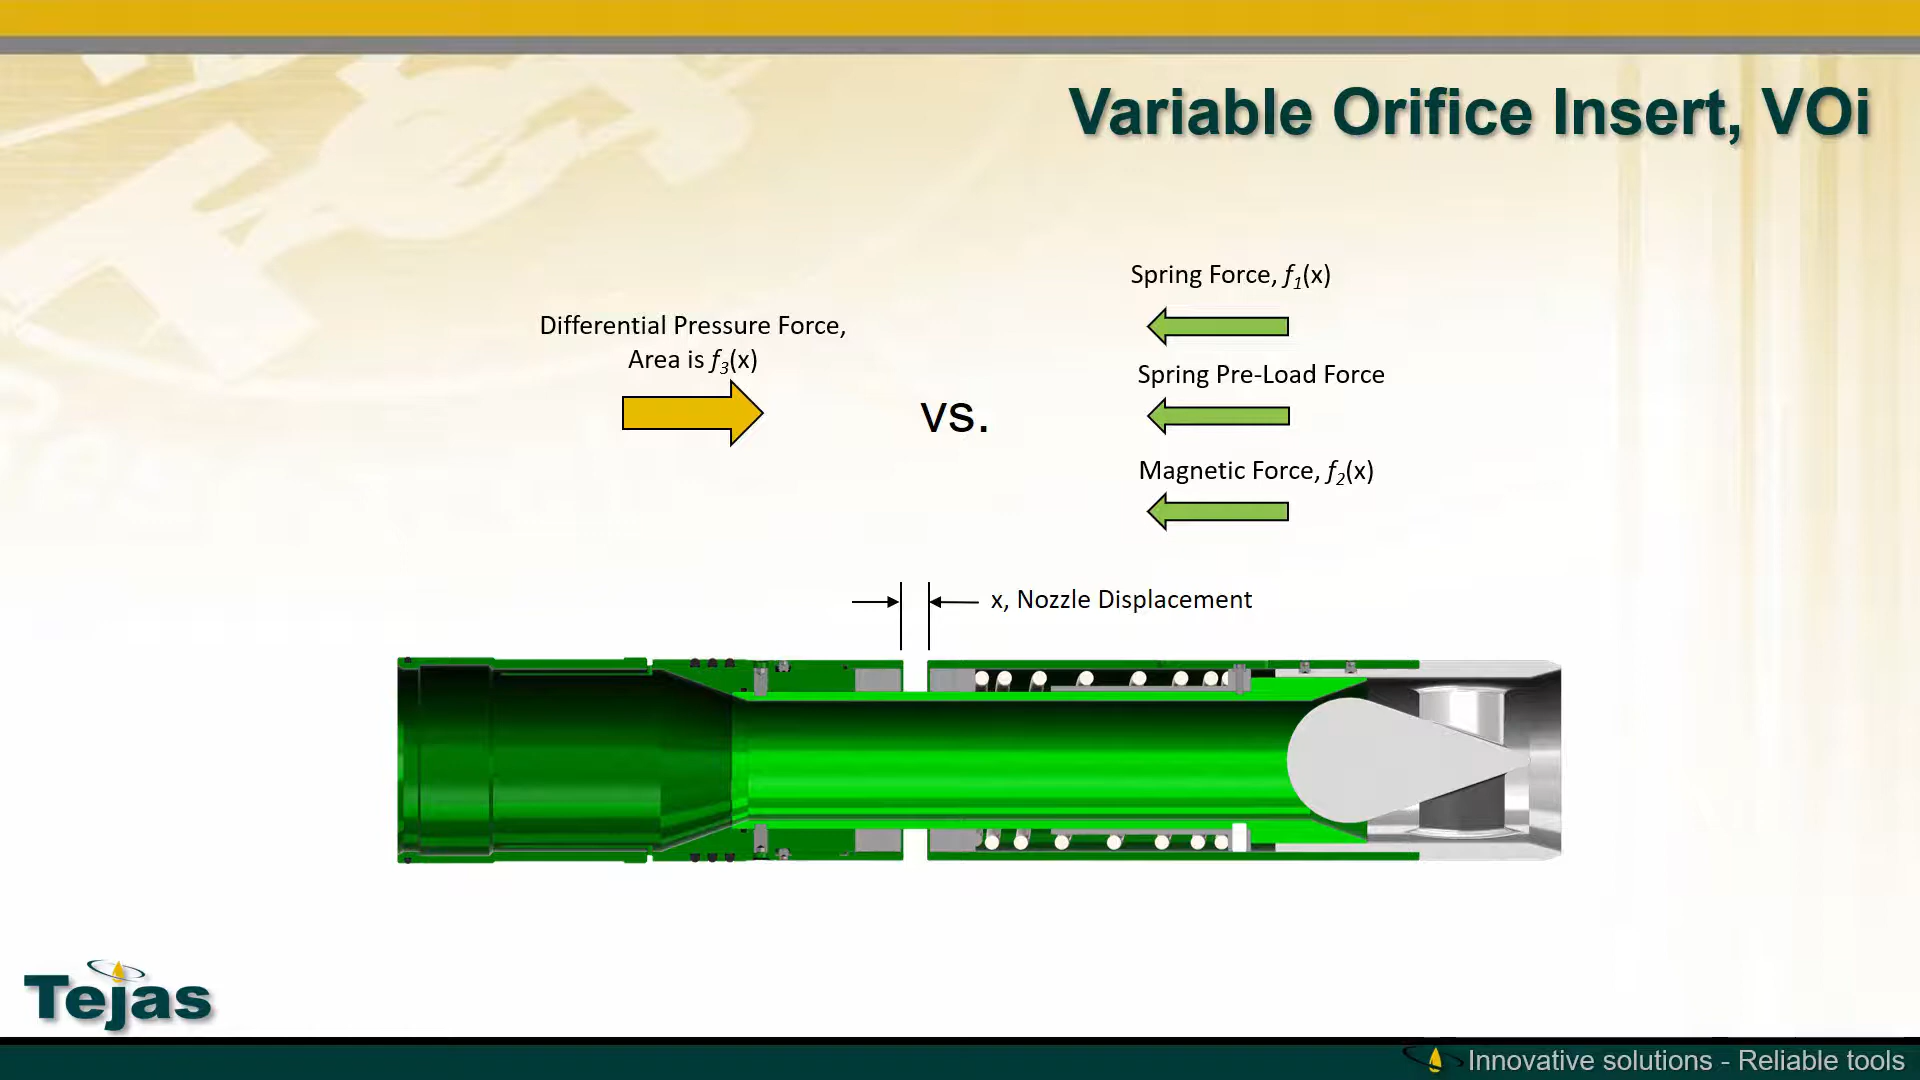 Variable Orifice Insert, VOi
Differential Pressure Force,
Area is f3(x)
vs.
Spring Force, f1(x)
Spring Pre-Load Force
Magnetic Force, f2(x)
x, Nozzle Displacement
Tejas
Innovative solutions - Reliable tools